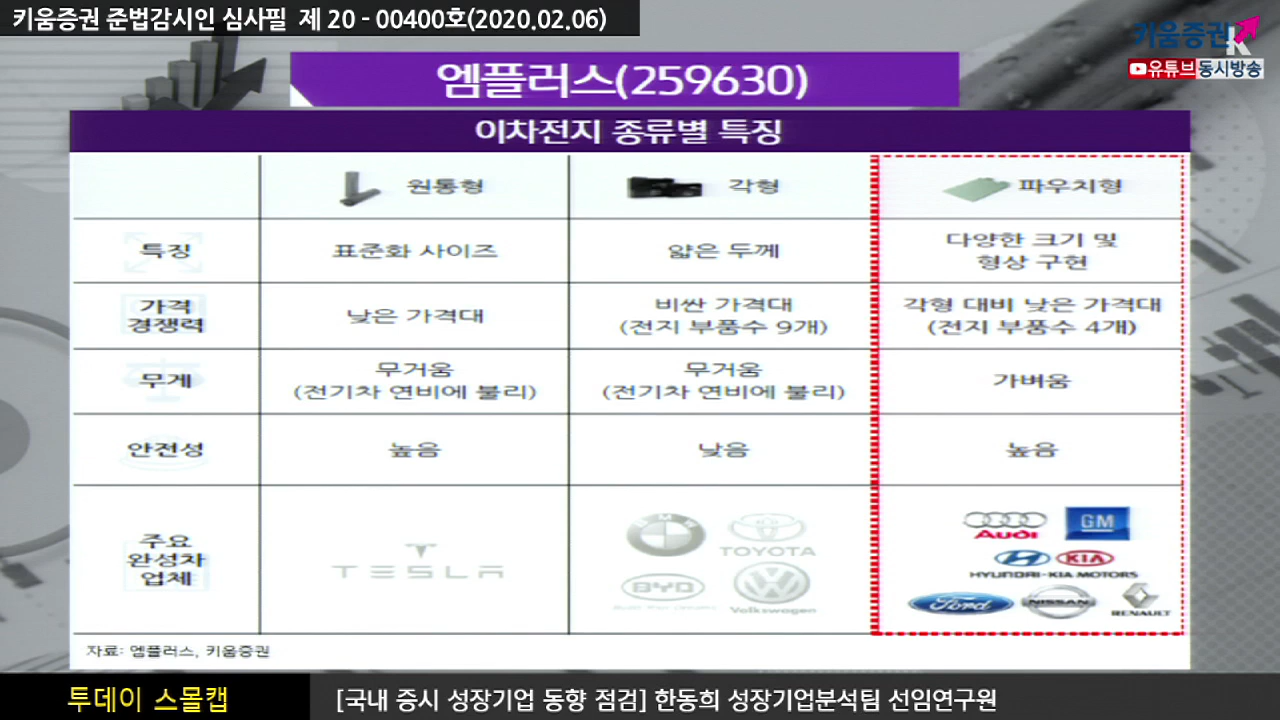 키움증권 준법감시인 심사필 제 20 - 00400호(2020.02.06)
키움증권
유튜브 동시방송
엠플러스(259630)
이차전지 종류별 특징
원통형 각형 파우치형
특징 표준화 사이즈 얇은 두께 다양한 크기 및
형상 구현
가격
경쟁력 낮은 가격대 비싼 가격대
(전지 부품수 9개) 각형 대비 낮은 가격대
(전지 부품수 4개)
무게 무거움
(전기차 연비에 불리) 무거움
(전기차 연비에 불리) 가벼움
안전성 높음 낮음 높음
주요
완성차
업체
TESLA
BMW TOYOTA
BYD Volkswagen
Audi GM
HYUNDAI KIA
HYUNDAI-KIA MOTORS
Ford NISSAN RENAULT
자료: 엠플러스, 키움증권
투데이 스몰캡 [국내 증시 성장기업 동향 점검] 한동희 성장기업분석팀 선임연구원